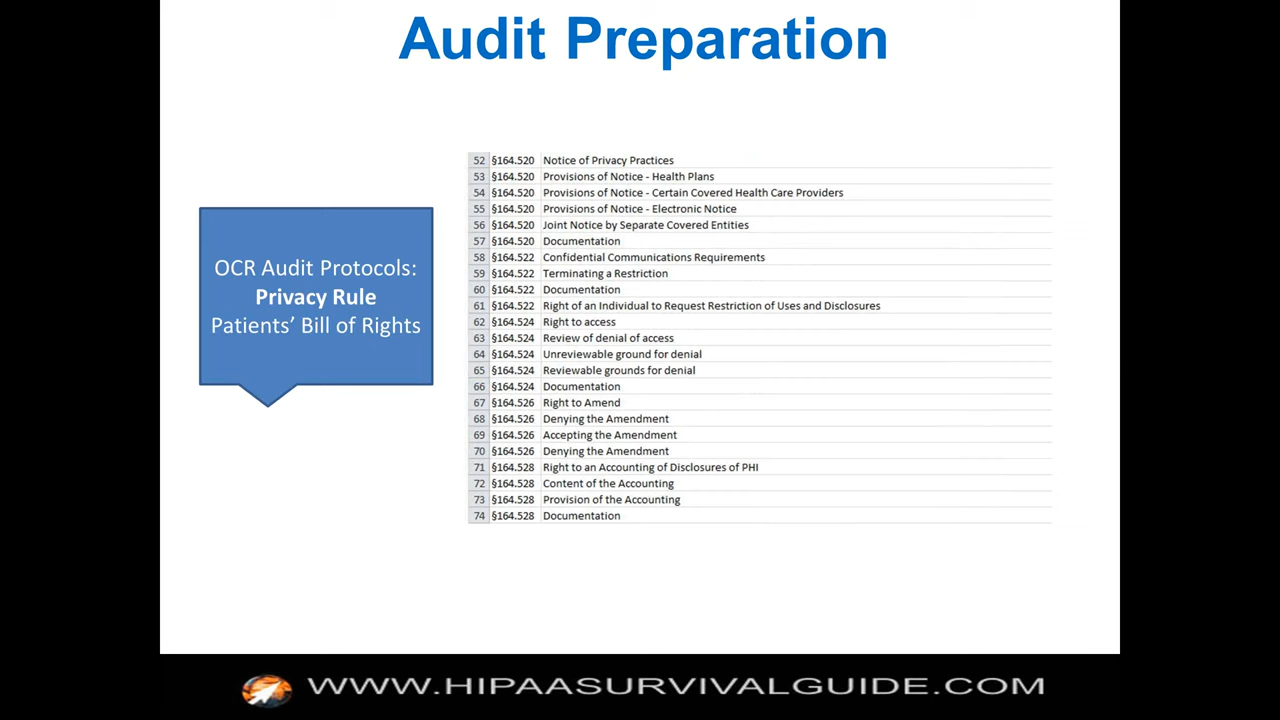 Audit Preparation
OCR Audit Protocols:
Privacy Rule
Patients’ Bill of Rights
52 §164.520 Notice of Privacy Practices
53 §164.520 Provisions of Notice - Health Plans
54 §164.520 Provisions of Notice - Certain Covered Health Care Providers
55 §164.520 Provisions of Notice - Electronic Notice
56 §164.520 Joint Notice by Separate Covered Entities
57 §164.520 Documentation
58 §164.522 Confidential Communications Requirements
59 §164.522 Terminating a Restriction
60 §164.522 Documentation
61 §164.522 Right of an Individual to Request Restriction of Uses and Disclosures
62 §164.524 Right to access
63 §164.524 Review of denial of access
64 §164.524 Unreviewable ground for denial
65 §164.524 Reviewable grounds for denial
66 §164.524 Documentation
67 §164.526 Right to Amend
68 §164.526 Denying the Amendment
69 §164.526 Accepting the Amendment
70 §164.526 Denying the Amendment
71 §164.528 Right to an Accounting of Disclosures of PHI
72 §164.528 Content of the Accounting
73 §164.528 Provision of the Accounting
74 §164.528 Documentation
WWW.HIPAASURVIVALGUIDE.COM